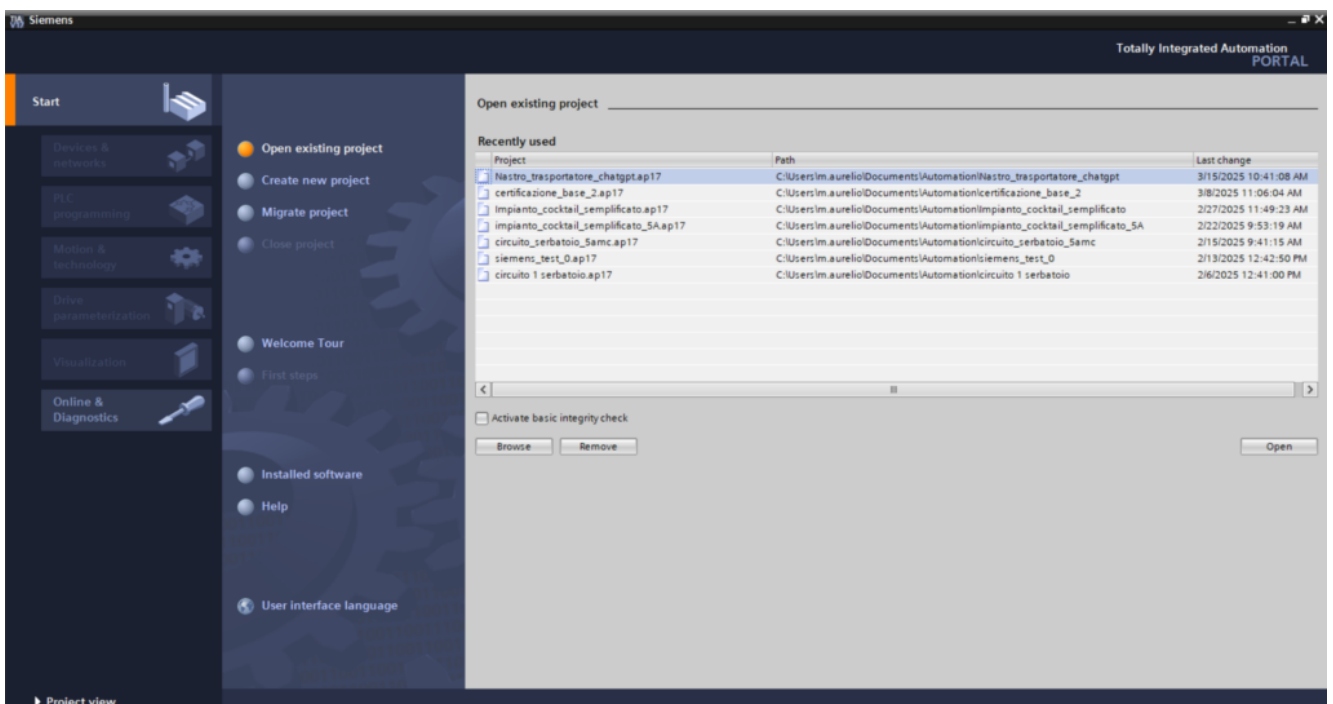 Siemens
Totally Integrated Automation
PORTAL
Start
Devices &
networks
PLC
programming
Motion &
technology
Drive
parameterization
Visualization
Online &
Diagnostics
Project view
Open existing project
Create new project
Migrate project
Close project
Welcome Tour
First steps
Installed software
Help
User interface language
Open existing project
Recently used
Project Path Last change
Nastro_trasportatore_chatgpt.ap17 C:\Users\m.aurelio\Documents\Automation\Nastro_trasportatore_chatgpt 3/15/2025 10:41:08 AM
certificazione_base_2.ap17 C:\Users\m.aurelio\Documents\Automation\certificazione_base_2 3/8/2025 11:06:04 AM
Impianto_cocktail_semplificato.ap17 C:\Users\m.aurelio\Documents\Automation\Impianto_cocktail_semplificato 2/27/2025 11:49:23 AM
impianto_cocktail_semplificato_5A.ap17 C:\Users\m.aurelio\Documents\Automation\impianto_cocktail_semplificato_5A 2/22/2025 9:53:19 AM
circuito_serbatoio_5amc.ap17 C:\Users\m.aurelio\Documents\Automation\circuito_serbatoio_5amc 2/15/2025 9:41:15 AM
siemens_test_0.ap17 C:\Users\m.aurelio\Documents\Automation\siemens_test_0 2/13/2025 12:42:50 PM
circuito 1 serbatoio.ap17 C:\Users\m.aurelio\Documents\Automation\circuito 1 serbatoio 2/6/2025 12:41:00 PM
Activate basic integrity check
Browse Remove Open